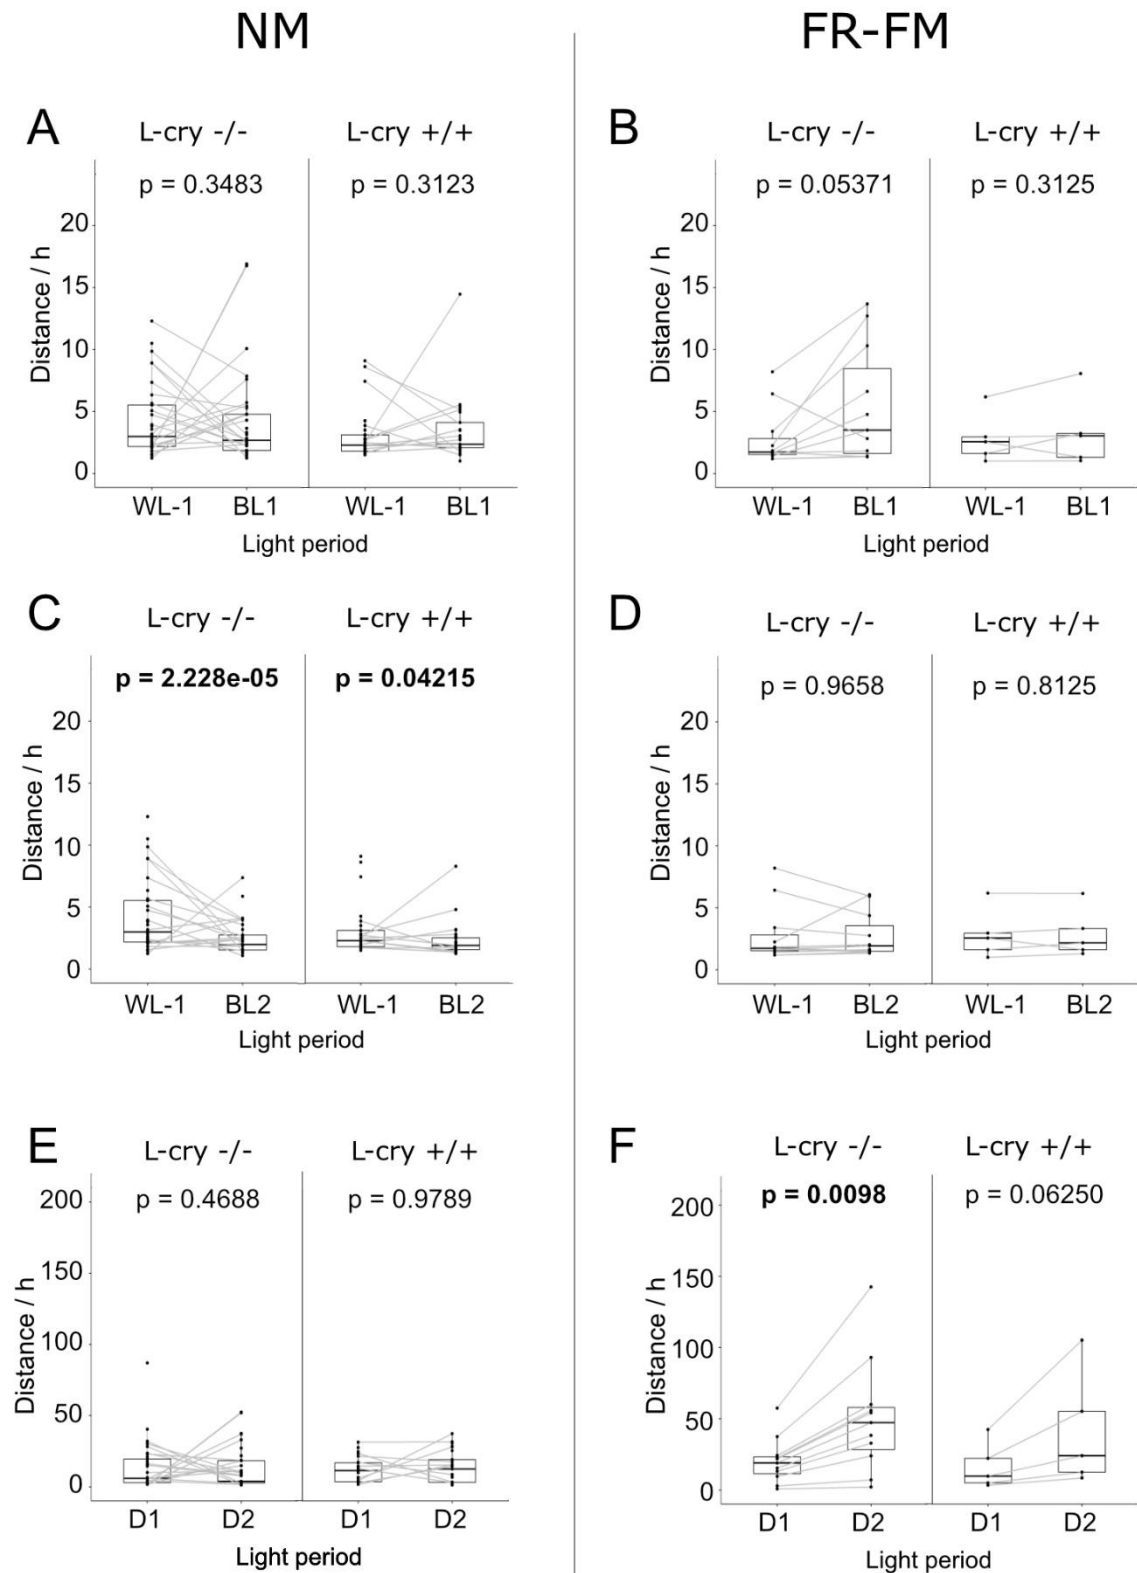 NM
FR-FM
A
L-cry -/-
L-cry +/+
p = 0.3483
p = 0.3123
20
15
10
5
0
Distance / h
WL-1
BL1
WL-1
BL1
Light period
B
L-cry -/-
L-cry +/+
p = 0.05371
p = 0.3125
20
15
10
5
0
Distance / h
WL-1
BL1
WL-1
BL1
Light period
C
L-cry -/-
L-cry +/+
p = 2.228e-05
p = 0.04215
20
15
10
5
0
Distance / h
WL-1
BL2
WL-1
BL2
Light period
D
L-cry -/-
L-cry +/+
p = 0.9658
p = 0.8125
20
15
10
5
0
Distance / h
WL-1
BL2
WL-1
BL2
Light period
E
L-cry -/-
L-cry +/+
p = 0.4688
p = 0.9789
200
150
100
50
0
Distance / h
D1
D2
D1
D2
Light period
F
L-cry -/-
L-cry +/+
p = 0.0098
p = 0.06250
200
150
100
50
0
Distance / h
D1
D2
D1
D2
Light period